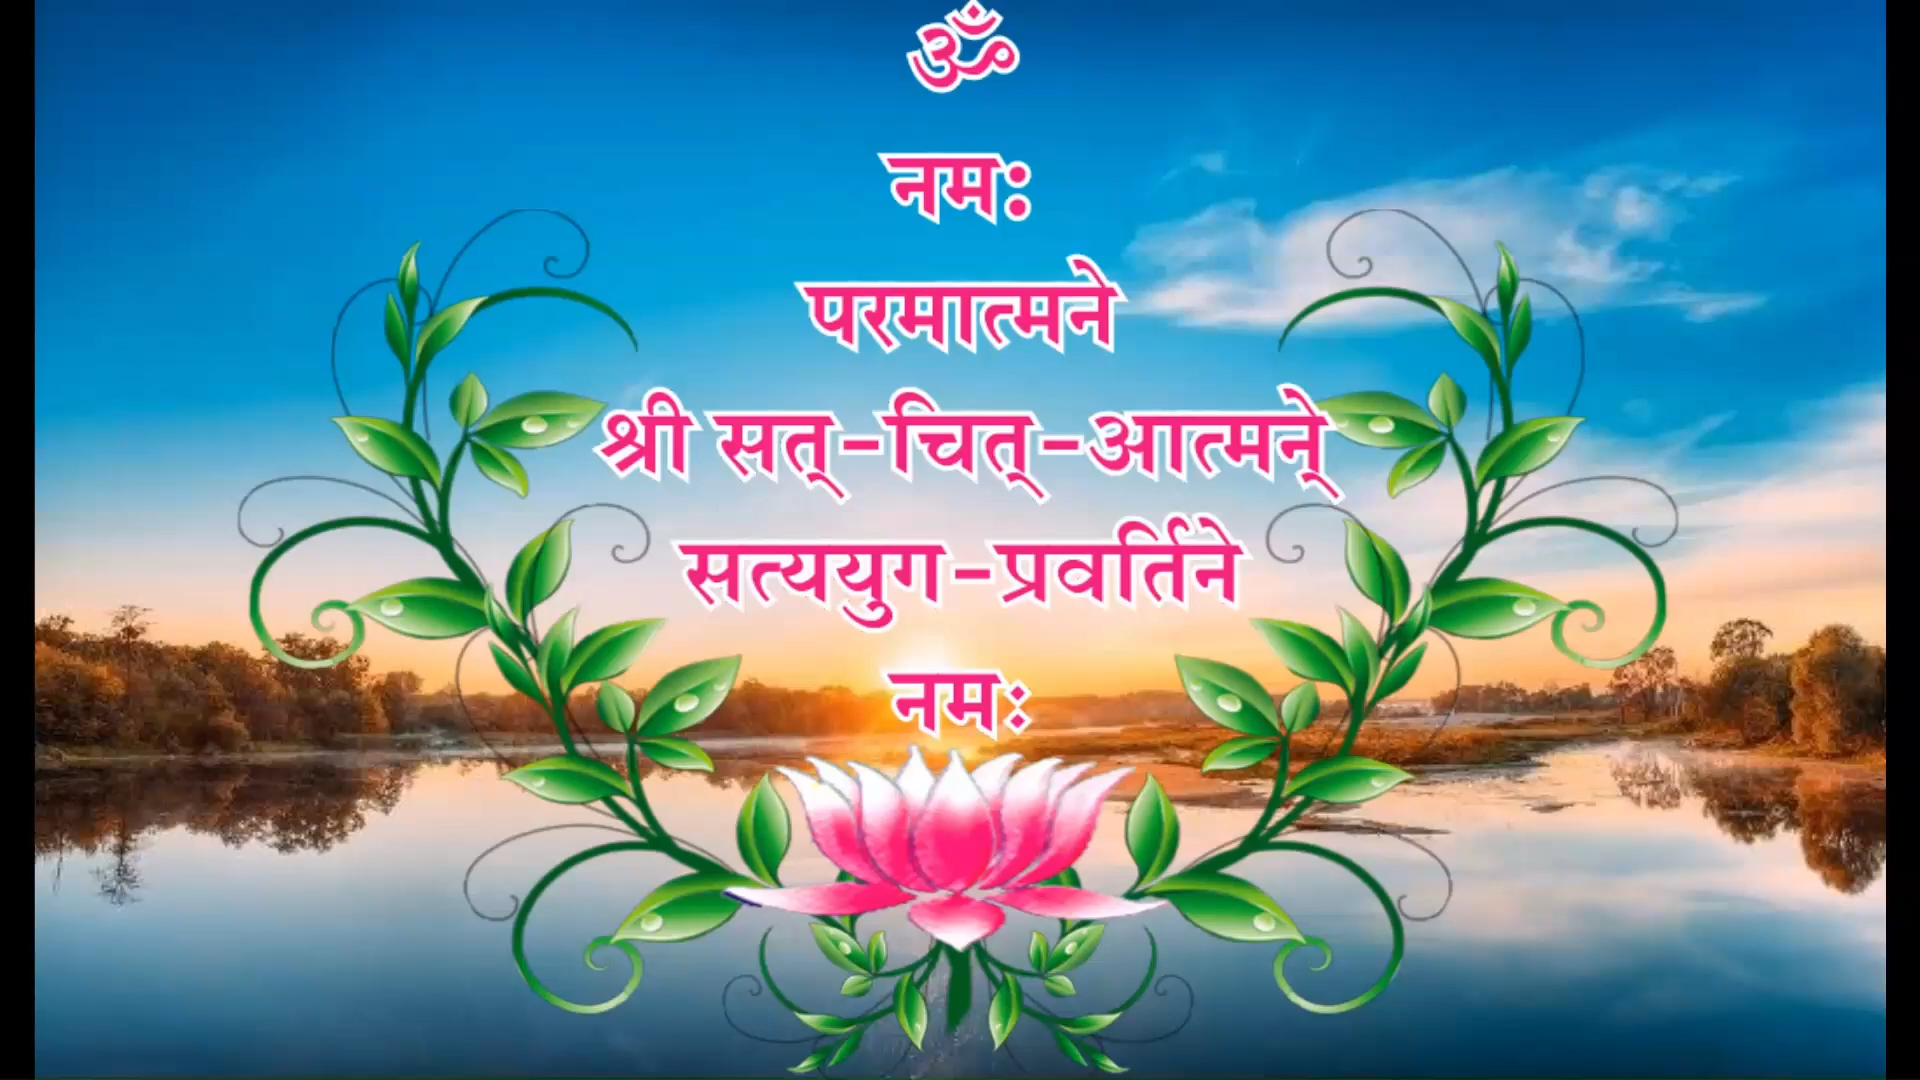 ॐ
नमः
परमात्मने
श्री सत्-चित्-आत्मने्
सत्ययुग-प्रवर्तिने
नमः